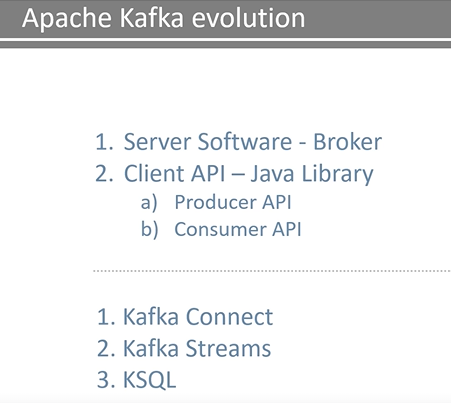 Apache Kafka evolution
1. Server Software - Broker
2. Client API – Java Library
a) Producer API
b) Consumer API
1. Kafka Connect
2. Kafka Streams
3. KSQL